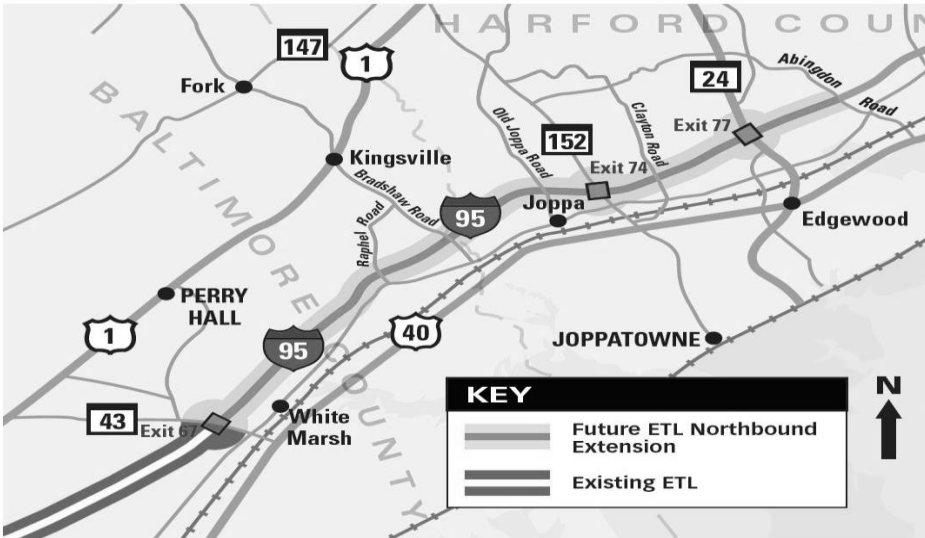 HARFORD COUN
147
1
24
Abingdon
Road
Fork
Exit 77
Old Joppa Road
152
Clayton Road
Kingsville
Exit 74
BALTIMORE COUNTY
Bradshaw Road
95
Joppa
Raphel Road
Edgewood
PERRY
HALL
1
40
95
JOPPATOWNE
43
Exit 67
White
Marsh
KEY
Future ETL Northbound
Extension
Existing ETL
N